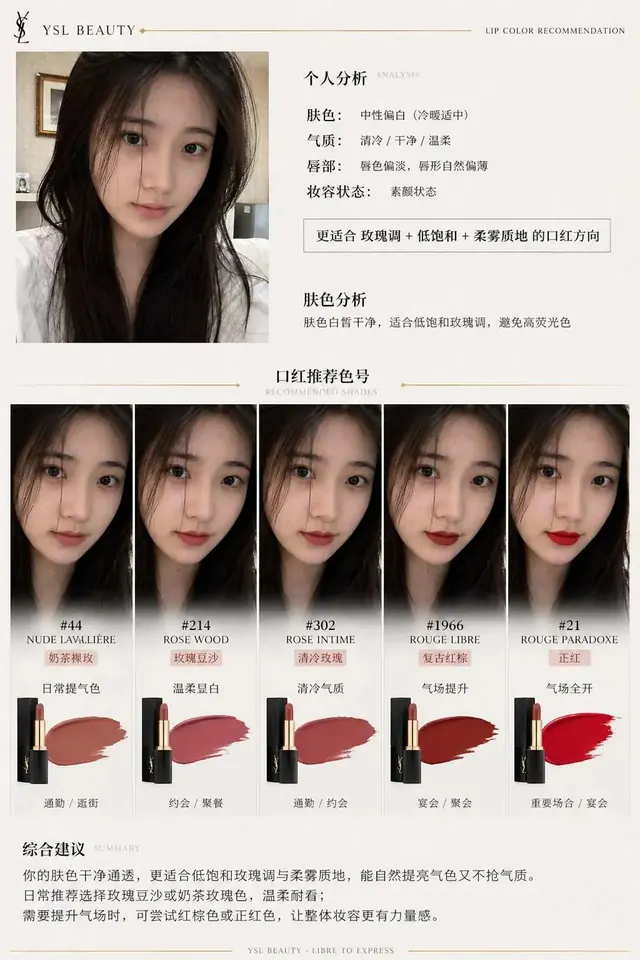 YSL
YSL BEAUTY
LIP COLOR RECOMMENDATION
个人分析 ANALYSIS
肤色： 中性偏白（冷暖适中）
气质： 清冷 / 干净 / 温柔
唇部： 唇色偏淡，唇形自然偏薄
妆容状态： 素颜状态
更适合 玫瑰调 + 低饱和 + 柔雾质地 的口红方向
肤色分析
肤色白皙干净，适合低饱和玫瑰调，避免高荧光色
口红推荐色号
RECOMMENDED SHADES
#44
NUDE LAVALLIÈRE
奶茶裸玫
日常提气色
通勤 / 逛街
#214
ROSE WOOD
玫瑰豆沙
温柔显白
约会 / 聚餐
#302
ROSE INTIME
清冷玫瑰
清冷气质
通勤 / 约会
#1966
ROUGE LIBRE
复古红棕
气场提升
宴会 / 聚会
#21
ROUGE PARADOXE
正红
气场全开
重要场合 / 宴会
综合建议 SUMMARY
你的肤色干净通透，更适合低饱和玫瑰调与柔雾质地，能自然提亮气色又不抢气质。
日常推荐选择玫瑰豆沙或奶茶玫瑰色，温柔耐看；
需要提升气场时，可尝试红棕色或正红色，让整体妆容更有力量感。
YSL BEAUTY · LIBRE TO EXPRESS